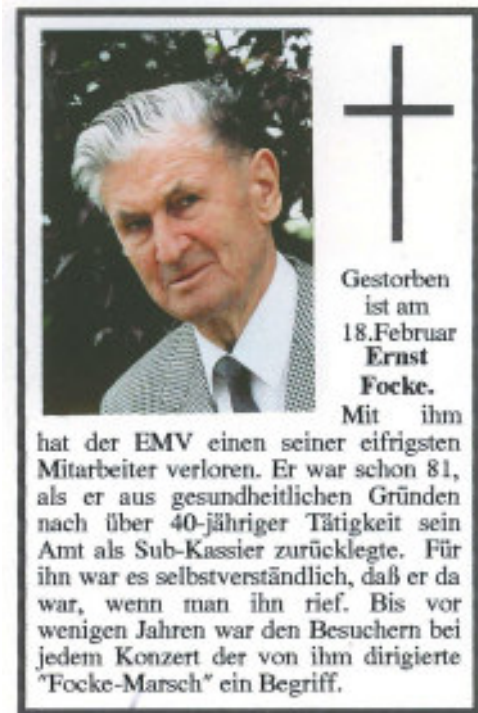 Gestorben
ist am
18.Februar
Ernst
Focke.
Mit ihm
hat der EMV einen seiner eifrigsten
Mitarbeiter verloren. Er war schon 81,
als er aus gesundheitlichen Gründen
nach über 40-jähriger Tätigkeit sein
Amt als Sub-Kassier zurücklegte. Für
ihn war es selbstverständlich, daß er da
war, wenn man ihn rief. Bis vor
wenigen Jahren war den Besuchern bei
jedem Konzert der von ihm dirigierte
"Focke-Marsch" ein Begriff.